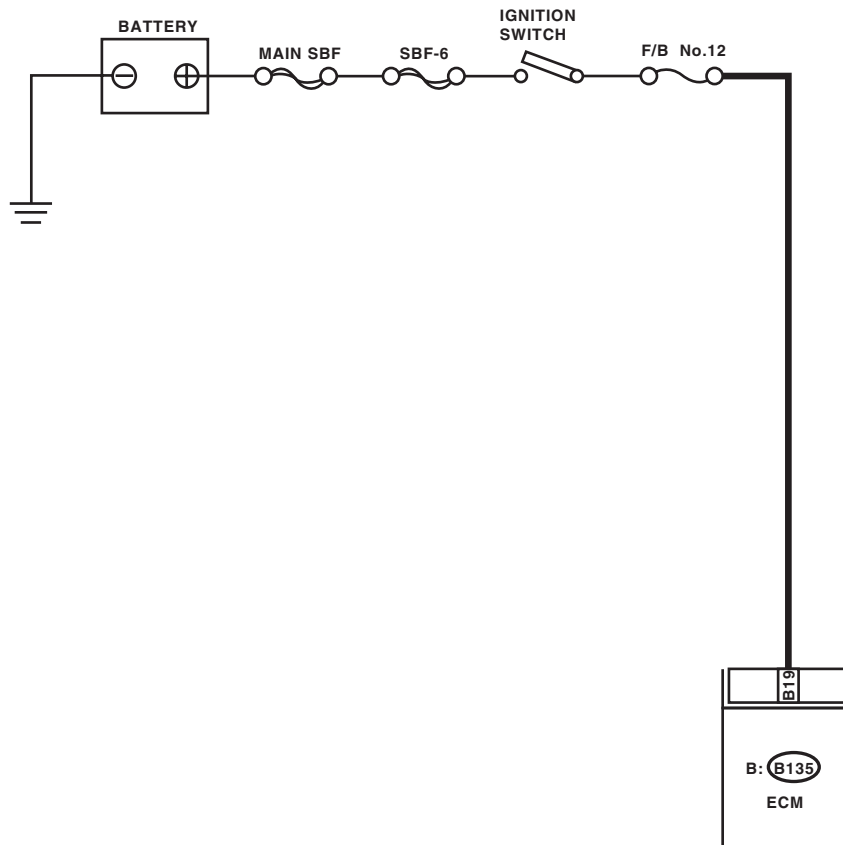 BATTERY
MAIN SBF
SBF-6
IGNITION
SWITCH
F/B No.12
B19
B: B135
ECM